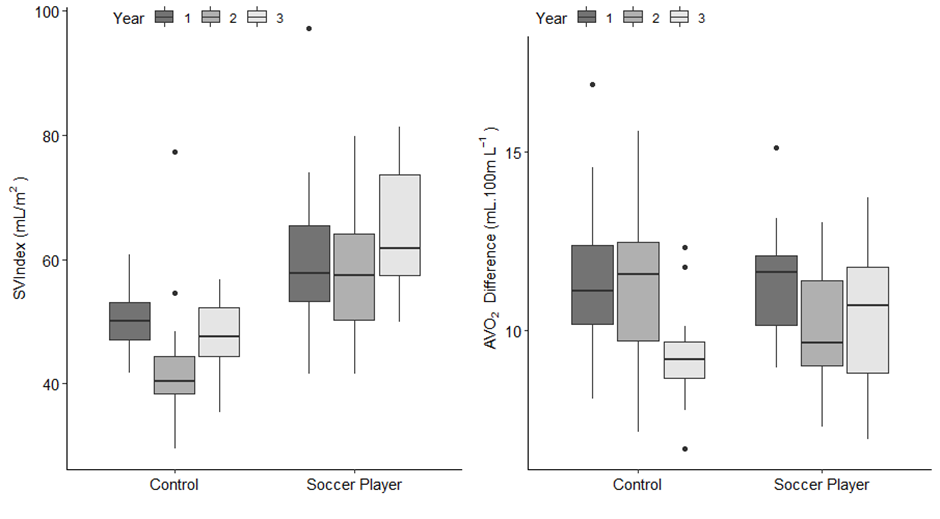 Year 1 2 3
SVIndex (mL/m²)
100
80
60
40
Control Soccer Player
Year 1 2 3
AVO₂ Difference (mL.100m L⁻¹)
15
10
Control Soccer Player